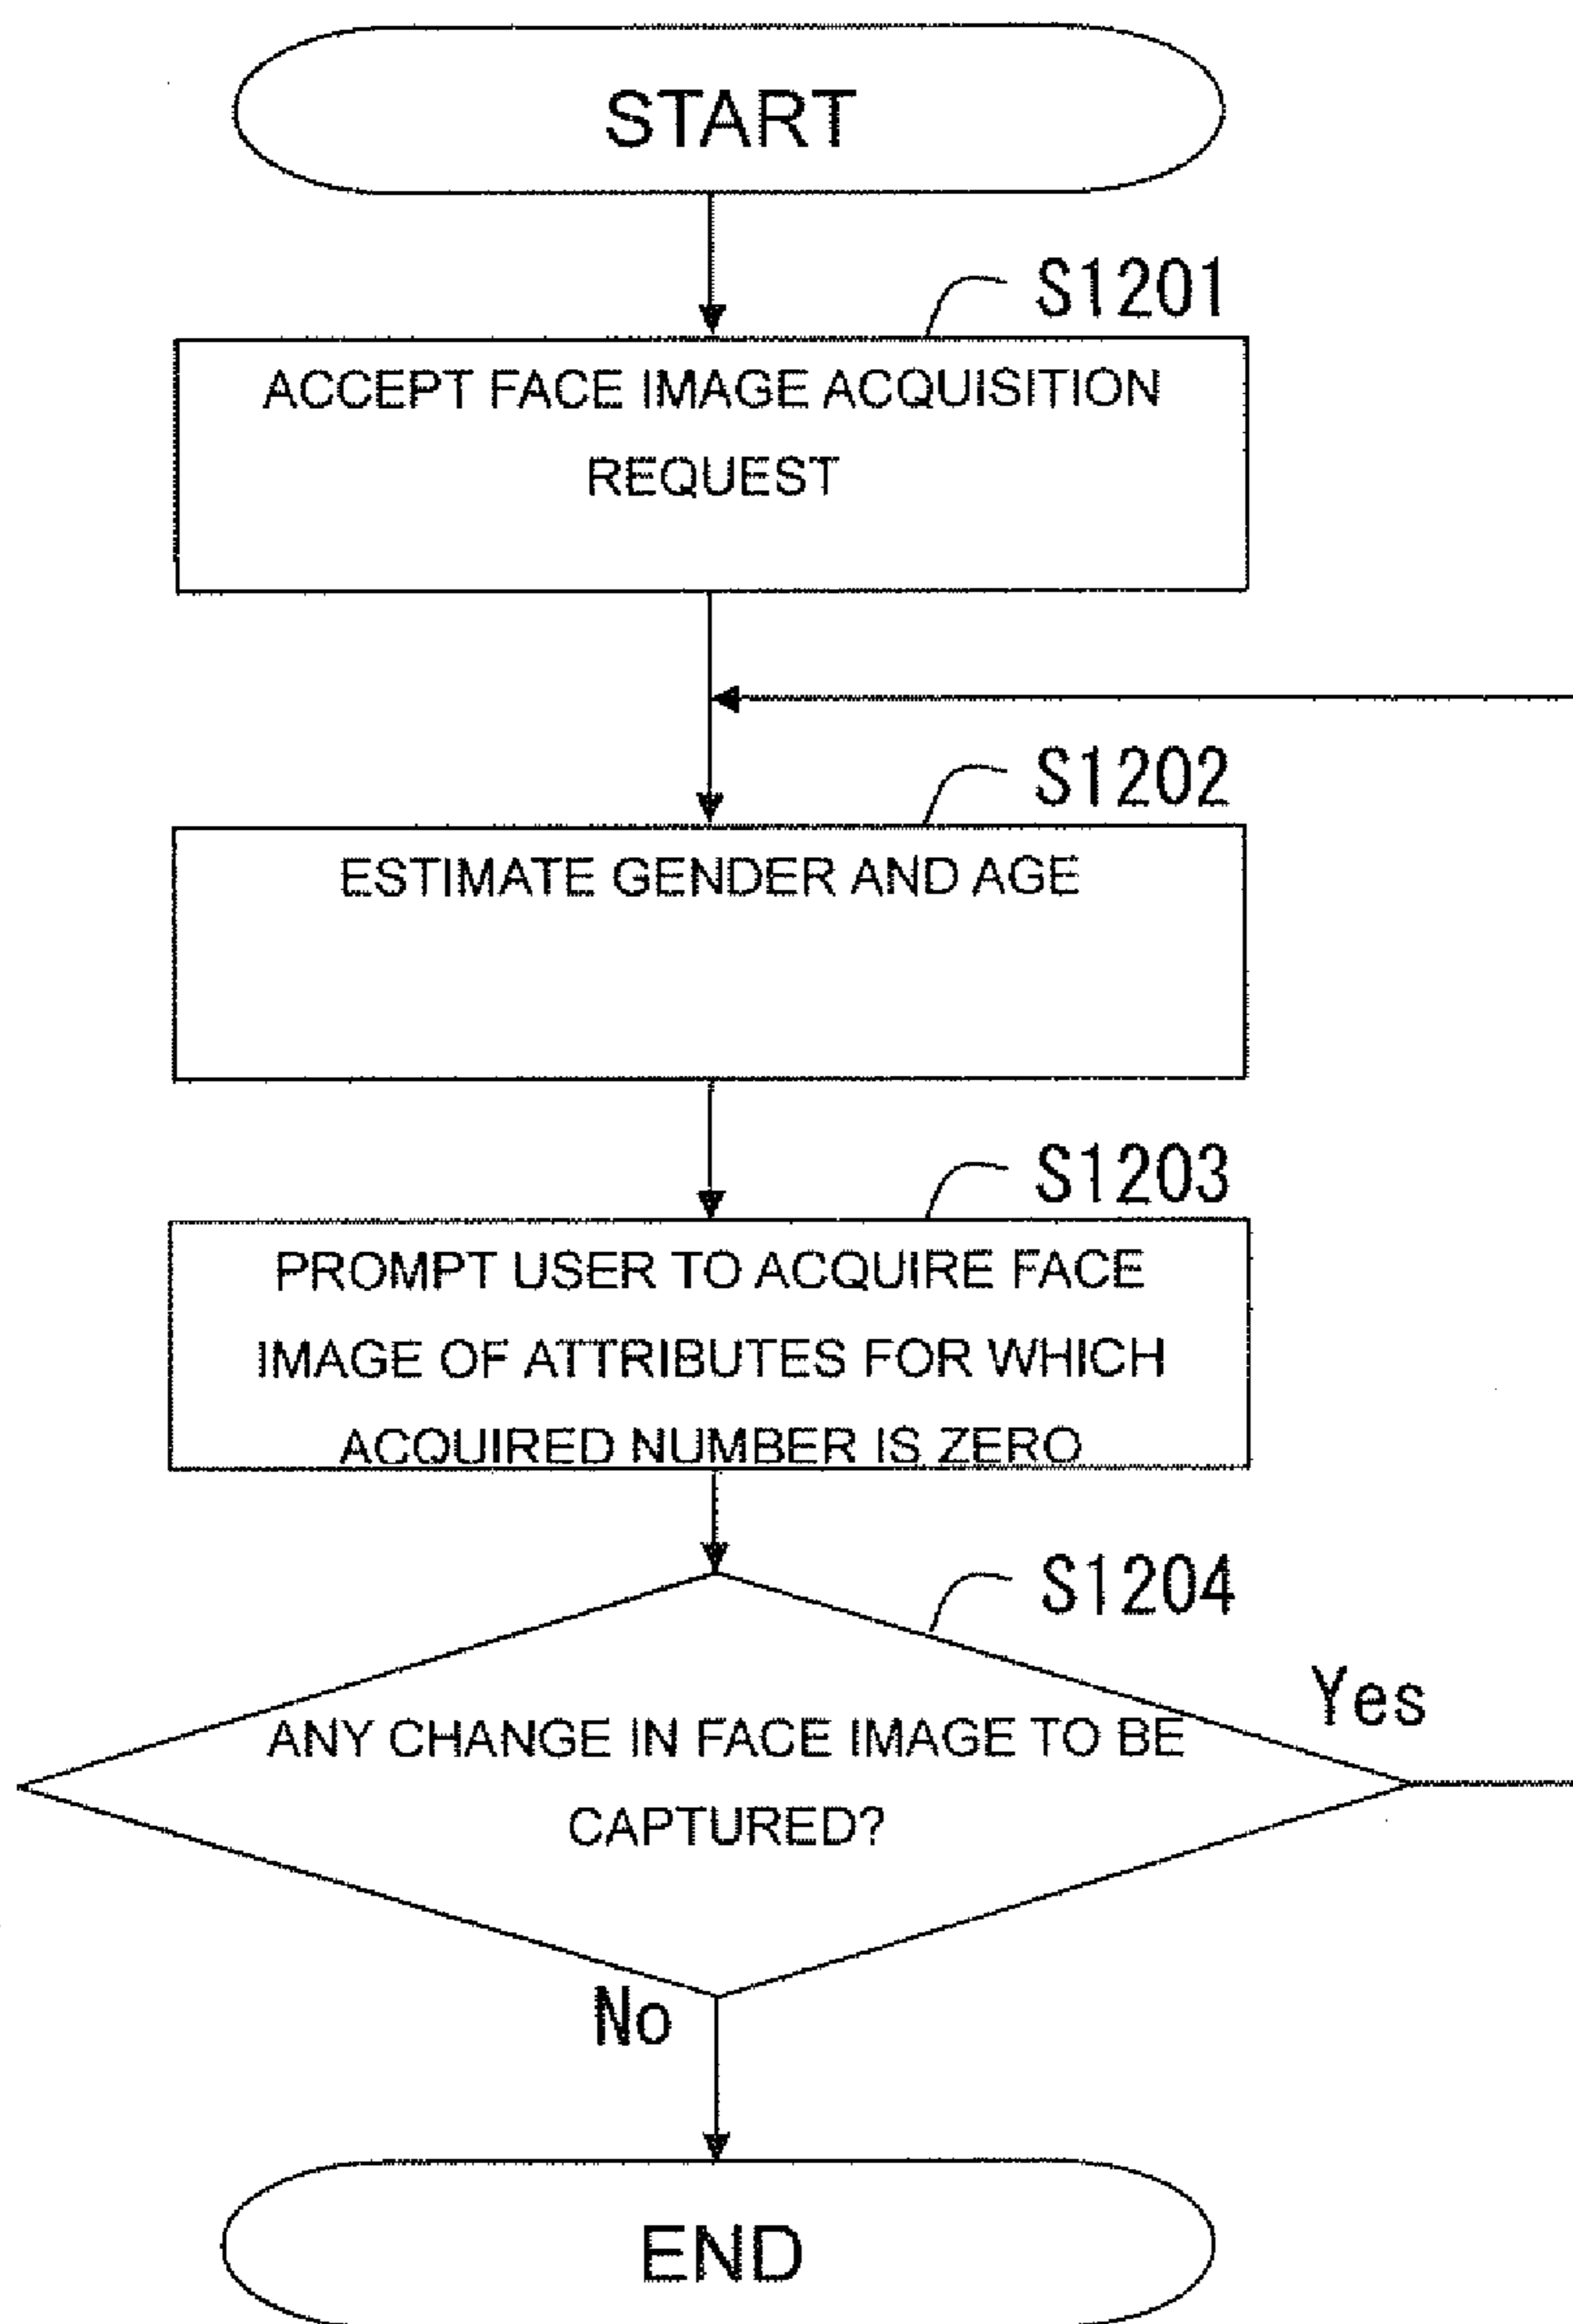 START
S1201
ACCEPT FACE IMAGE ACQUISITION
REQUEST
S1202
ESTIMATE GENDER AND AGE
S1203
PROMPT USER TO ACQUIRE FACE
IMAGE OF ATTRIBUTES FOR WHICH
ACQUIRED NUMBER IS ZERO
S1204
Yes
ANY CHANGE IN FACE IMAGE TO BE
CAPTURED?
No
END